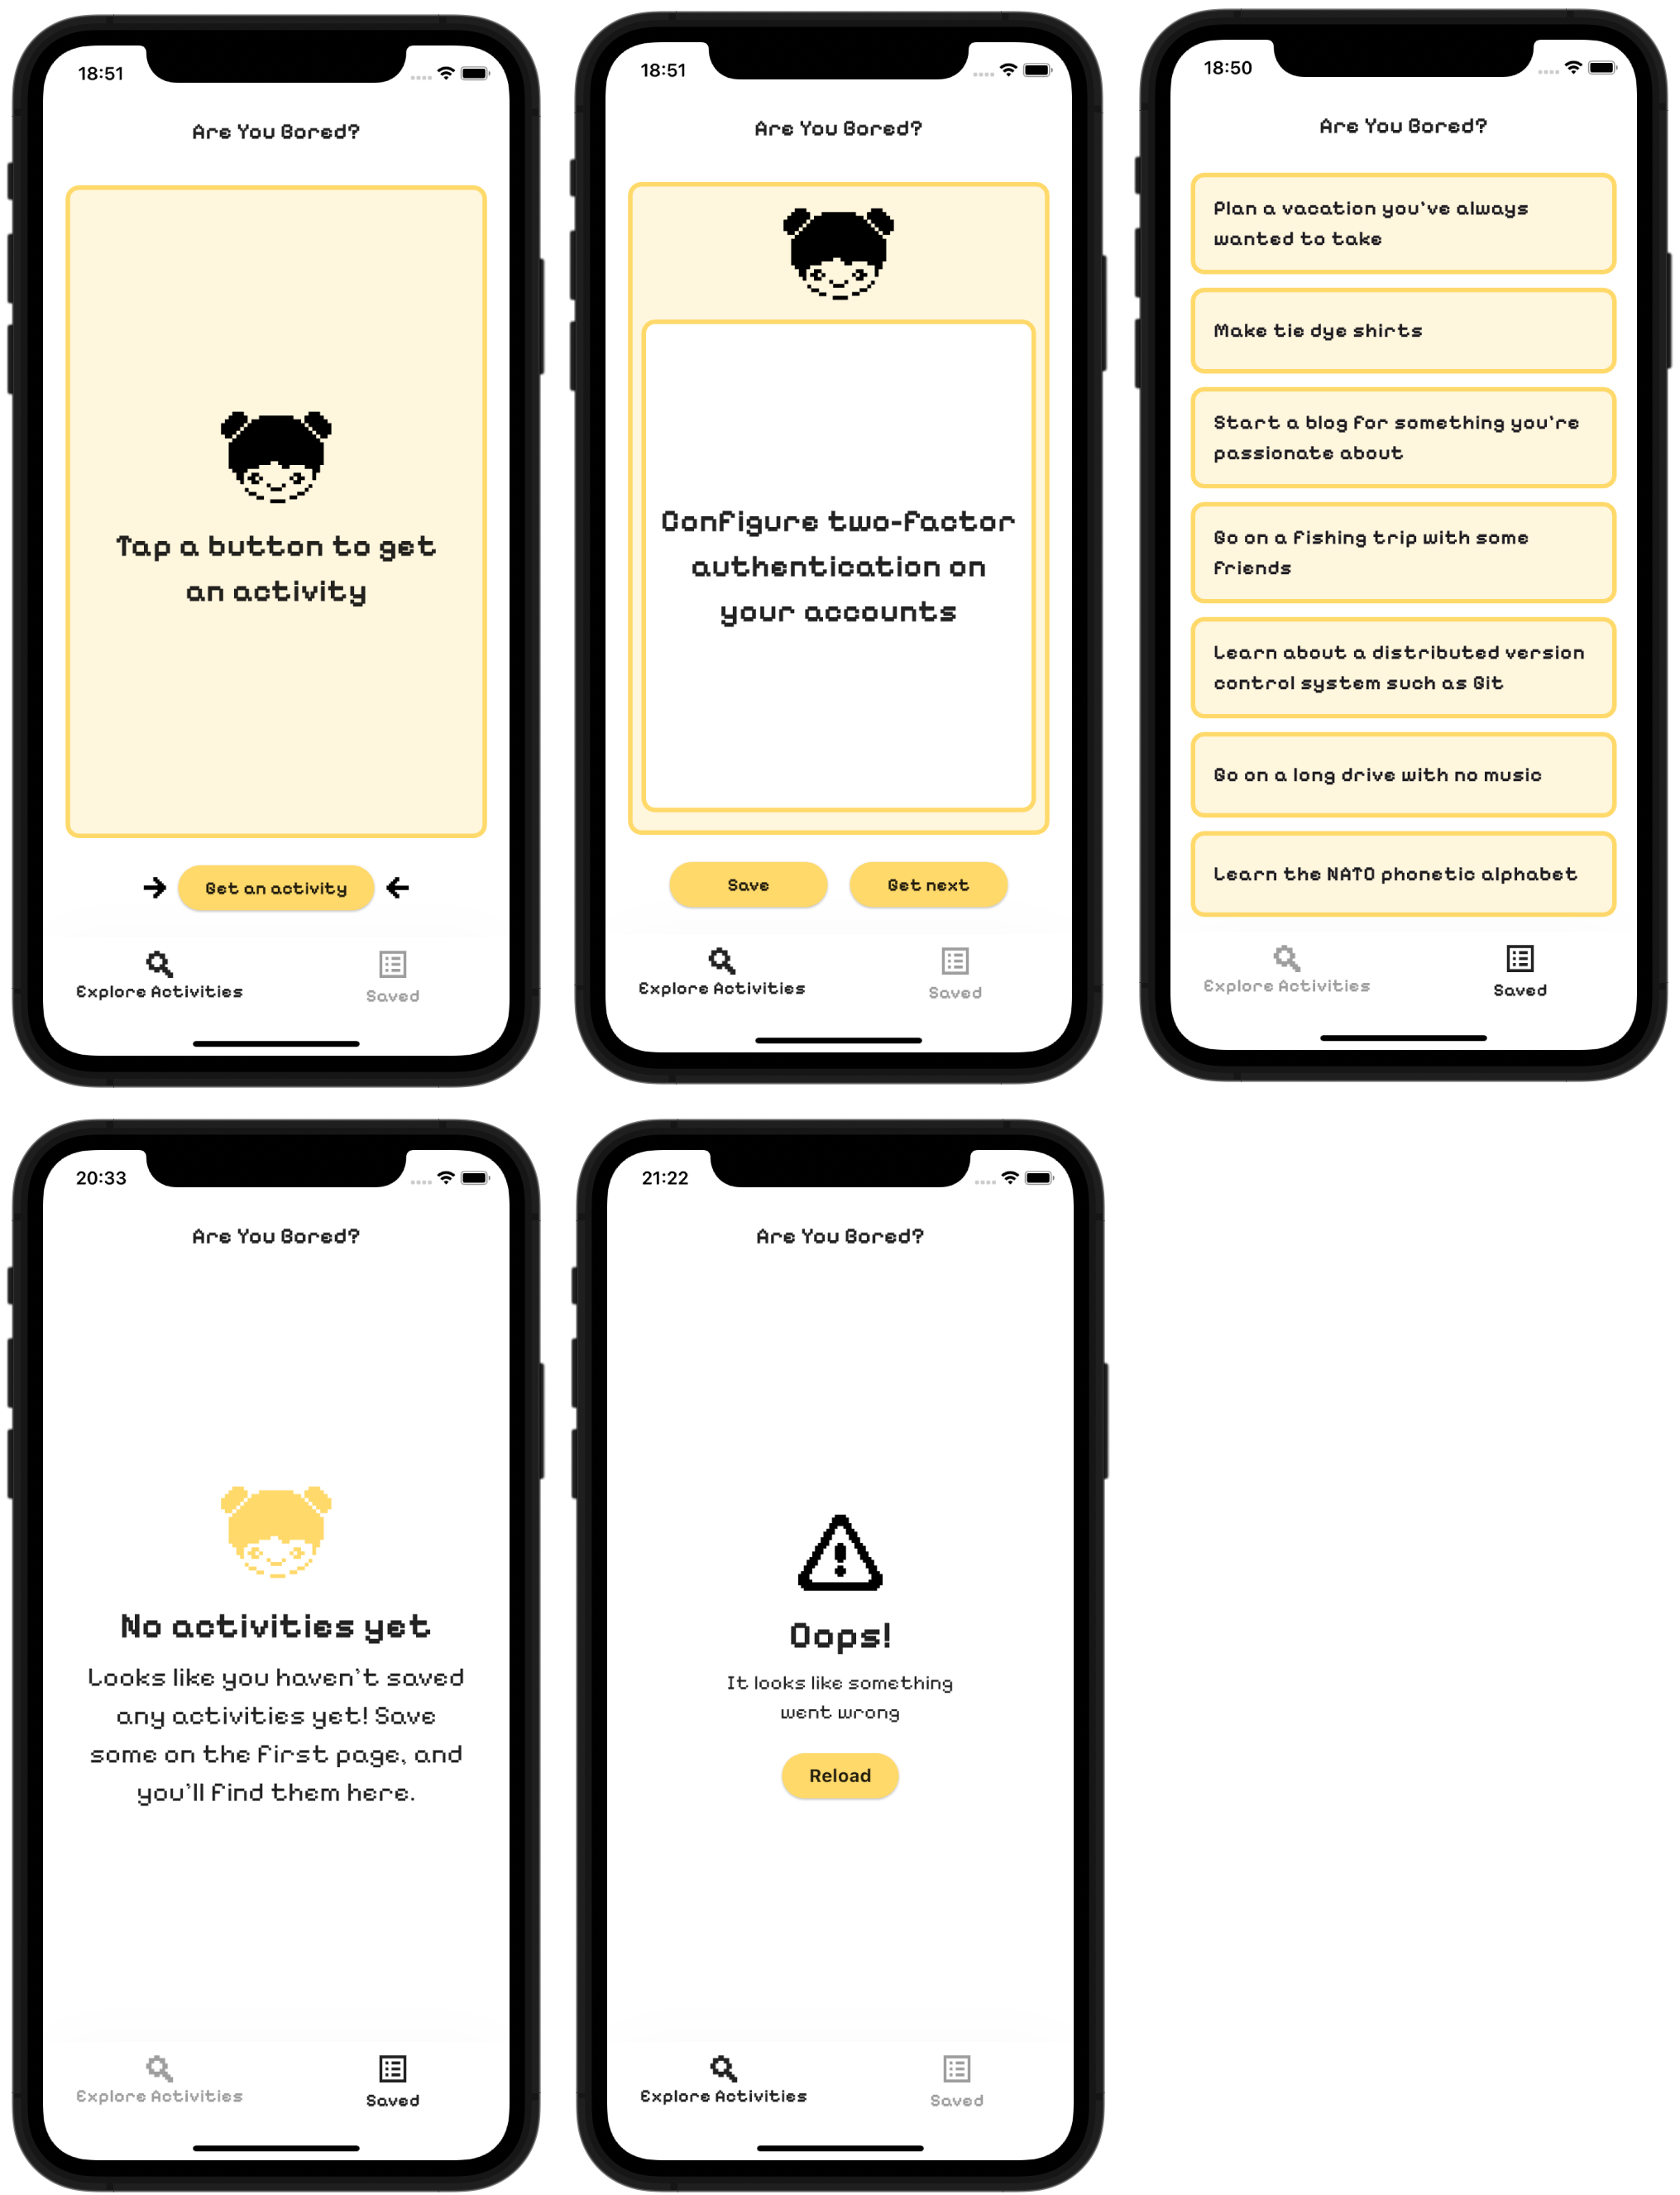 18:51
Are You Bored?
Tap a button to get
an activity
Get an activity
Explore Activities
Saved
18:51
Are You Bored?
Configure two-factor
authentication on
your accounts
Save
Get next
Explore Activities
Saved
18:50
Are You Bored?
Plan a vacation you've always
wanted to take
Make tie dye shirts
Start a blog for something you're
passionate about
Go on a fishing trip with some
friends
Learn about a distributed version
control system such as Git
Go on a long drive with no music
Learn the NATO phonetic alphabet
Explore Activities
Saved
20:33
Are You Bored?
No activities yet
Looks like you haven't saved
any activities yet! Save
some on the first page, and
you'll find them here.
Explore Activities
Saved
21:22
Are You Bored?
Oops!
It looks like something
went wrong
Reload
Explore Activities
Saved